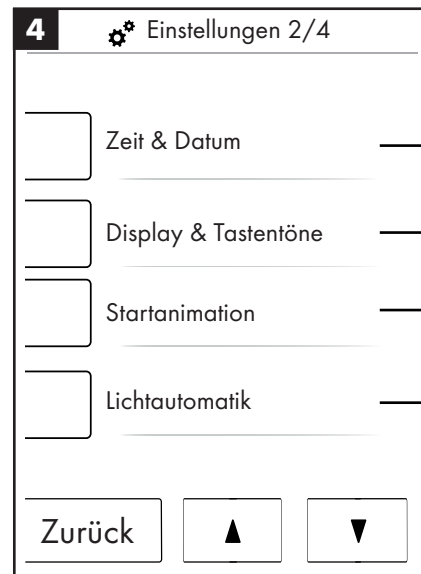 4
Einstellungen 2/4
Zeit & Datum
Display & Tastentöne
Startanimation
Lichtautomatik
Zurück